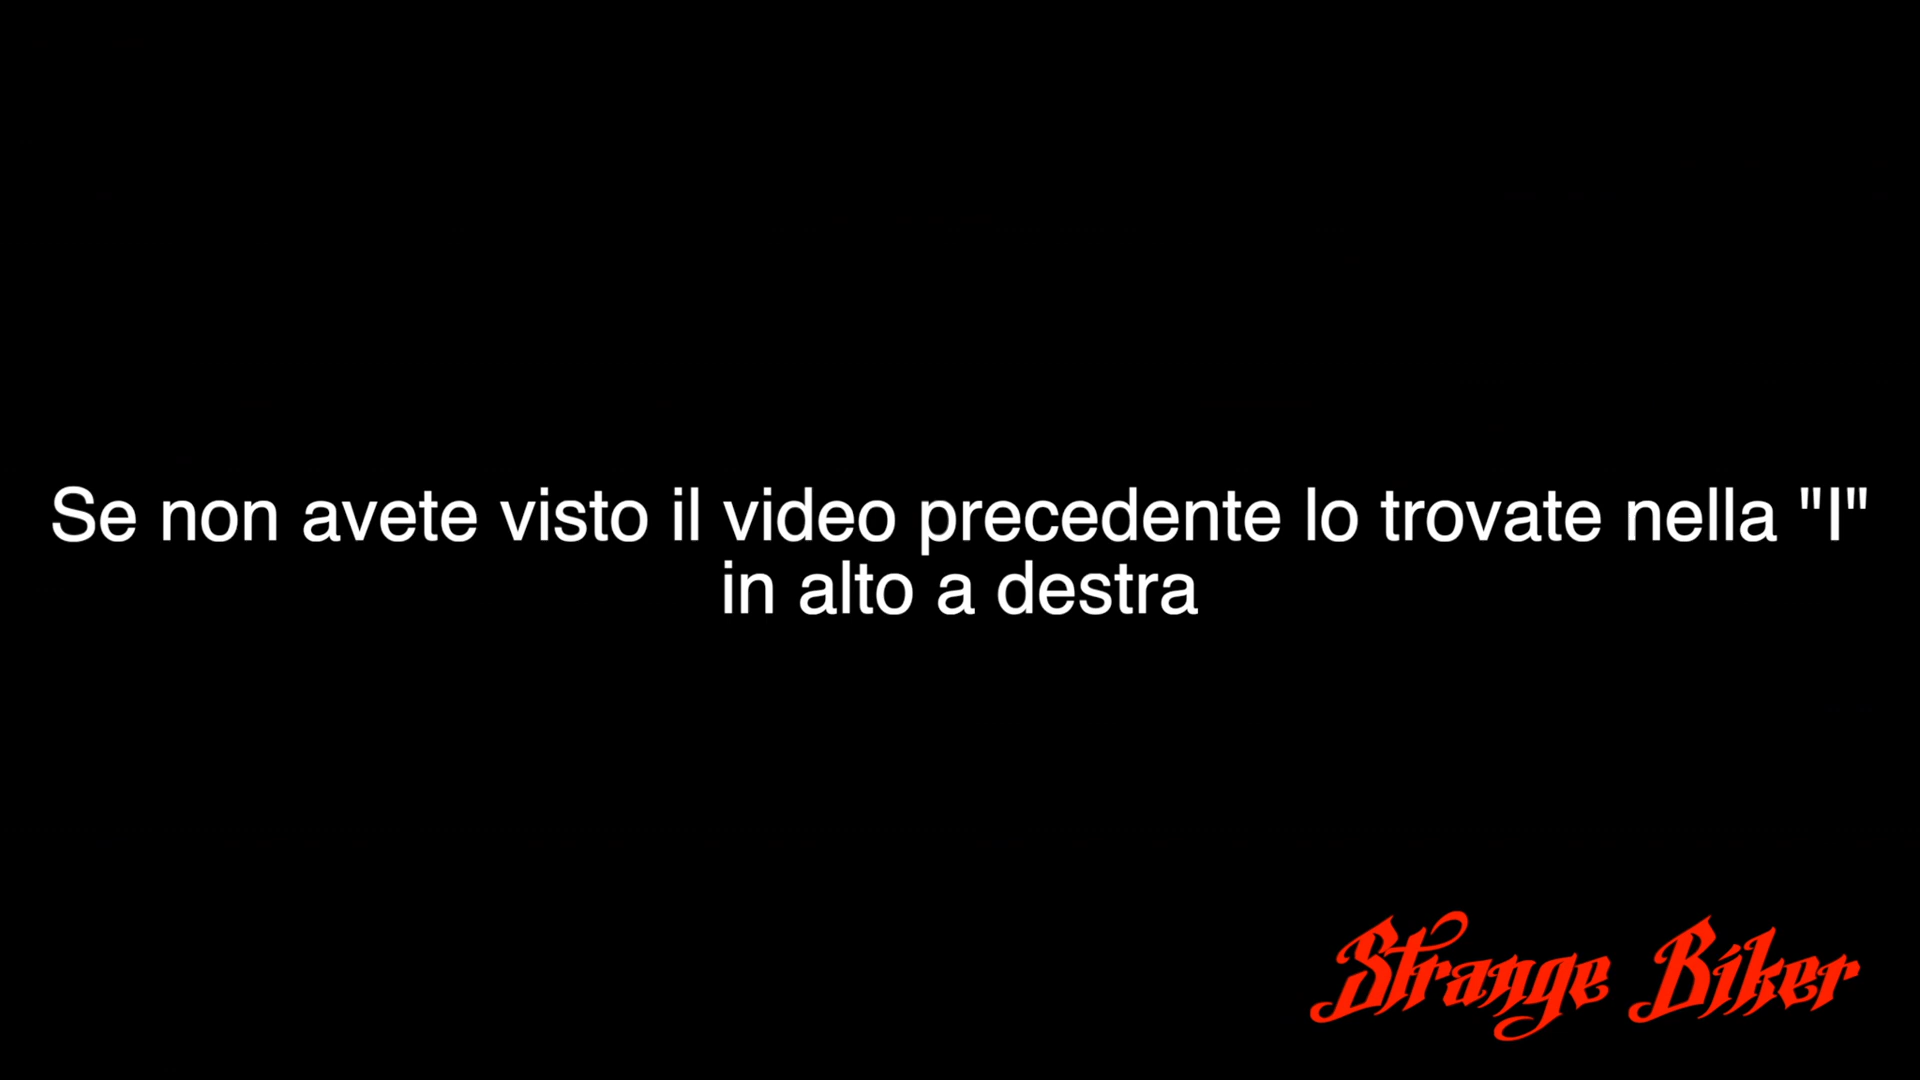 Se non avete visto il video precedente lo trovate nella "I"
in alto a destra
Strange Biker